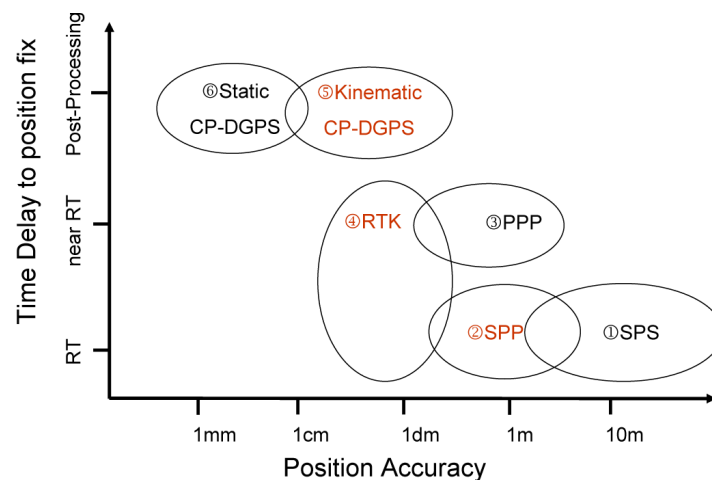 Time Delay to position fix
Post-Processing
near RT
RT
⑥Static
CP-DGPS
⑤Kinematic
CP-DGPS
④RTK
③PPP
②SPP
①SPS
1mm
1cm
1dm
1m
10m
Position Accuracy